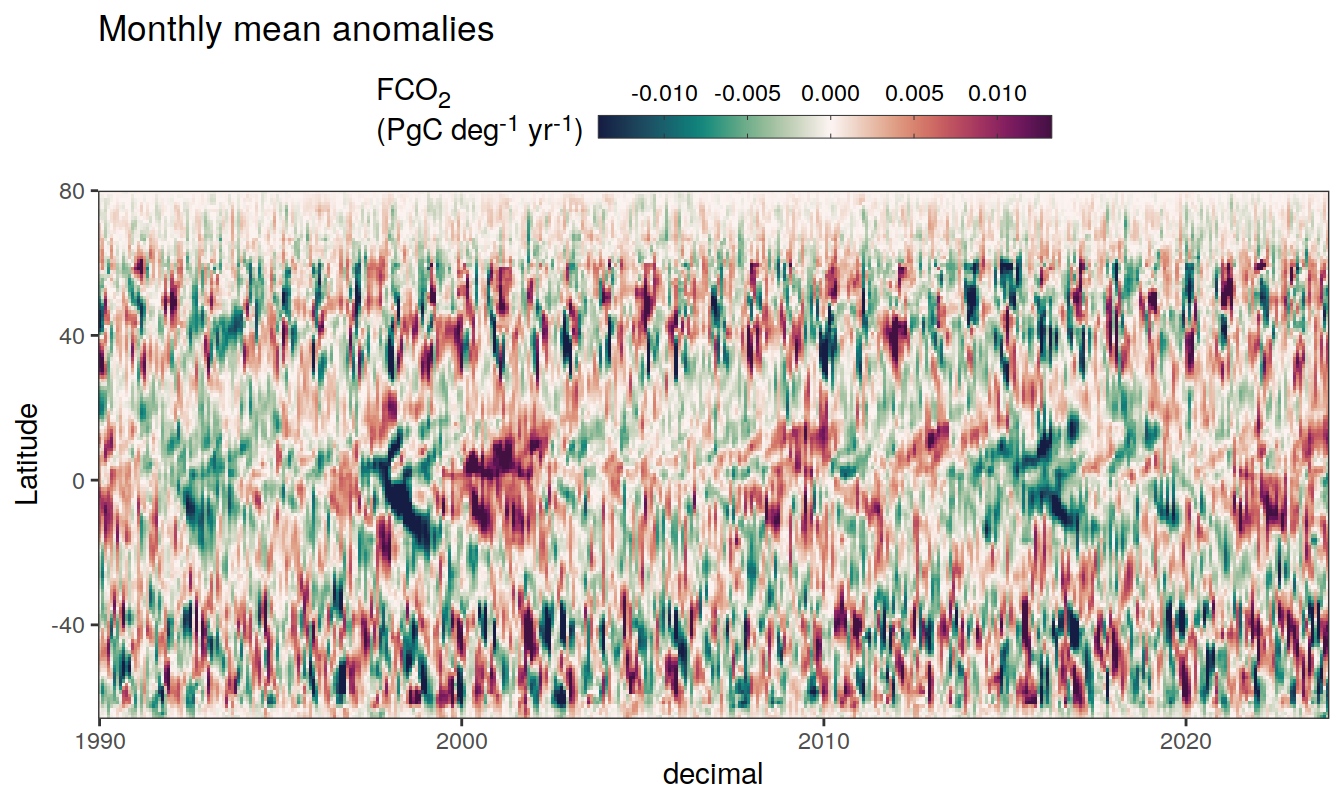 Monthly mean anomalies
FCO₂
(PgC deg⁻¹ yr⁻¹)
-0.010 -0.005 0.000 0.005 0.010
80
40
0
-40
Latitude
1990 2000 2010 2020
decimal